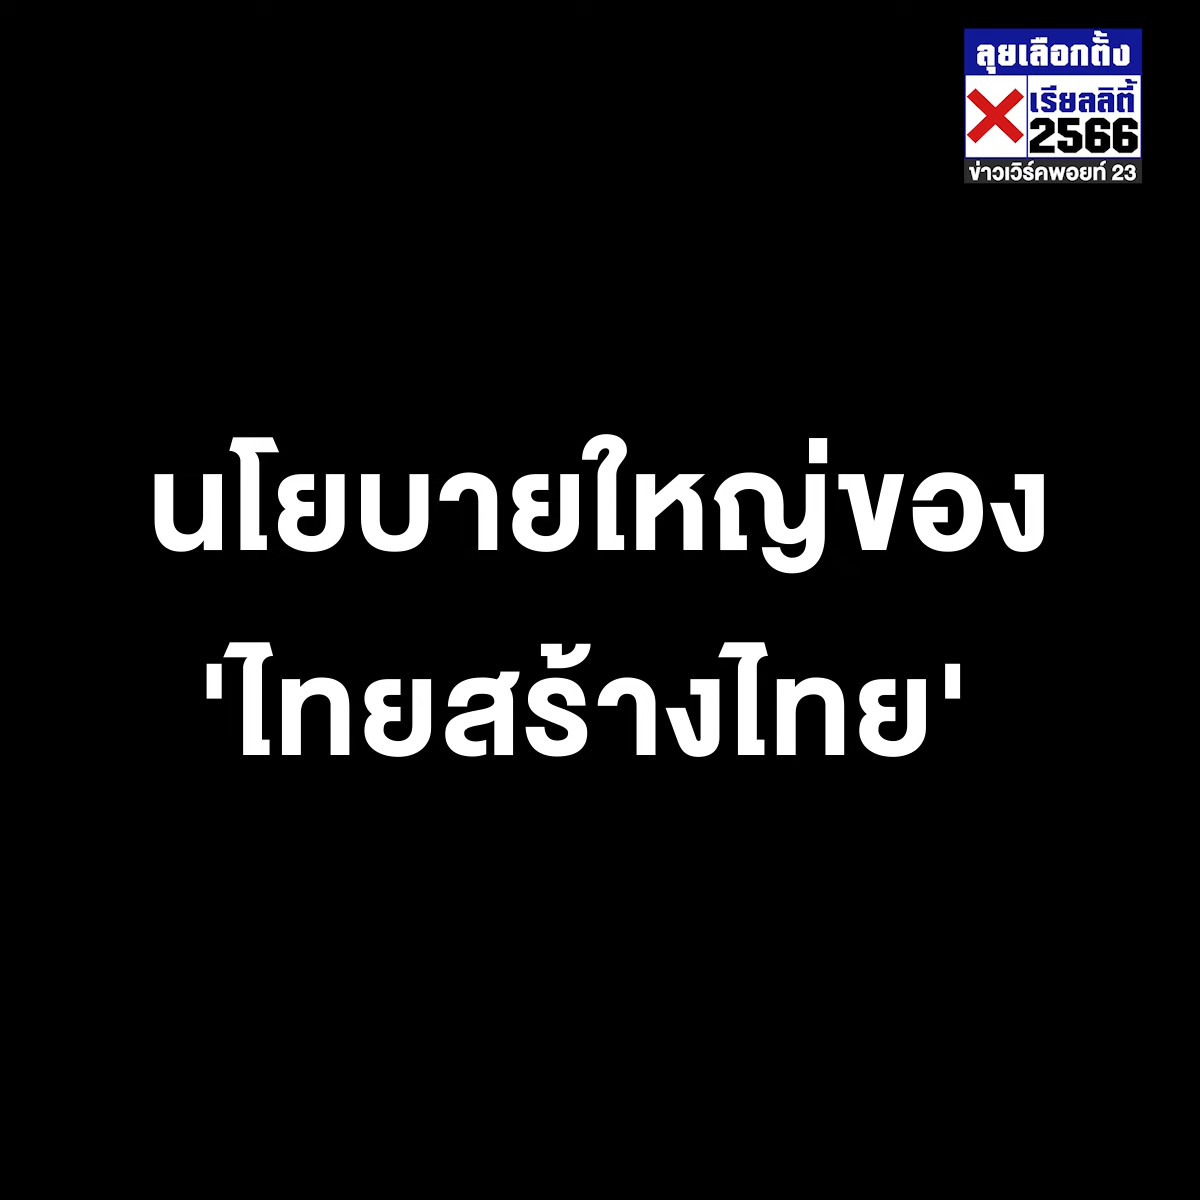 ลุยเลือกตั้ง
เรียลลิตี้
2566
ข่าวเวิร์คพอยท์ 23
นโยบายใหญ่ของ
'ไทยสร้างไทย'